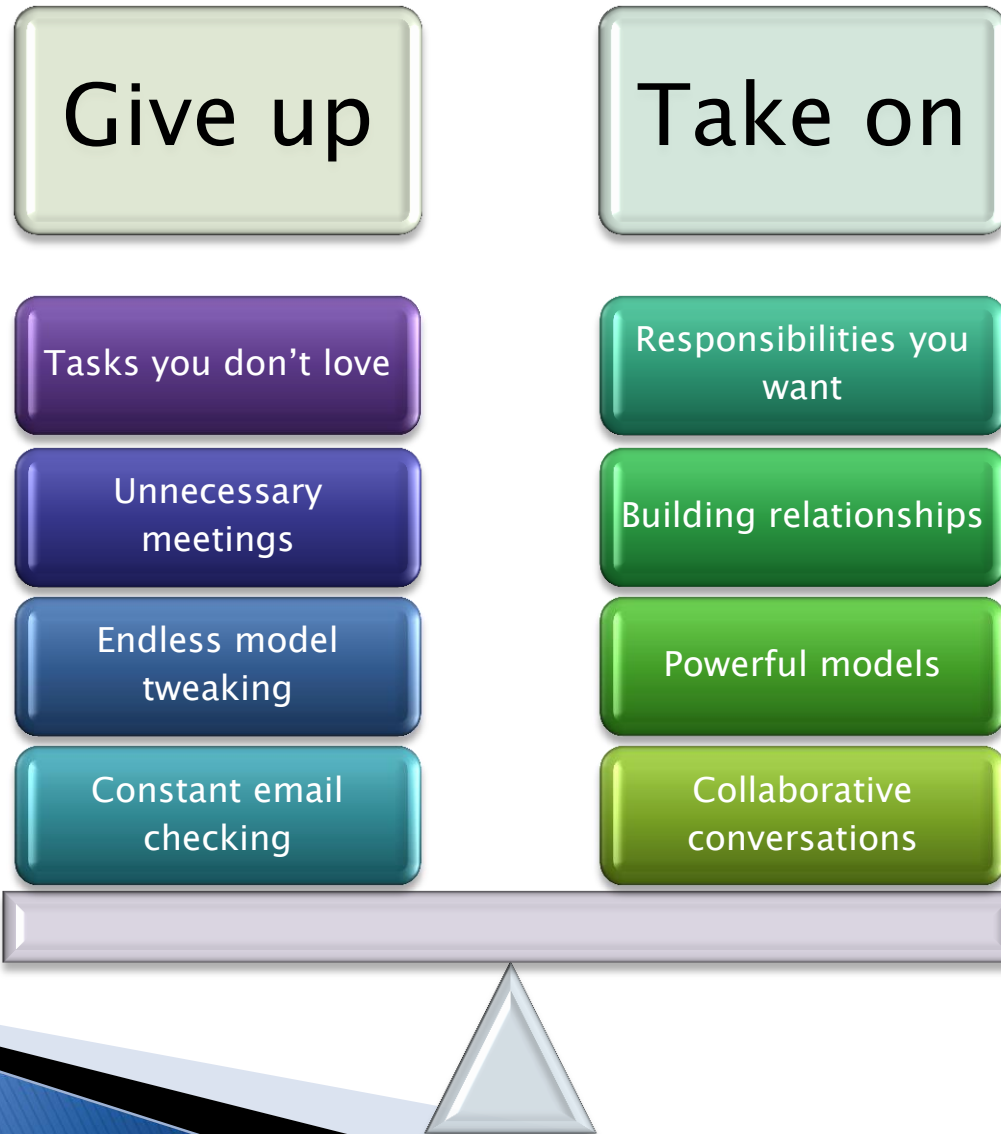 Give up
Tasks you don’t love
Unnecessary
meetings
Endless model
tweaking
Constant email
checking
Take on
Responsibilities you
want
Building relationships
Powerful models
Collaborative
conversations